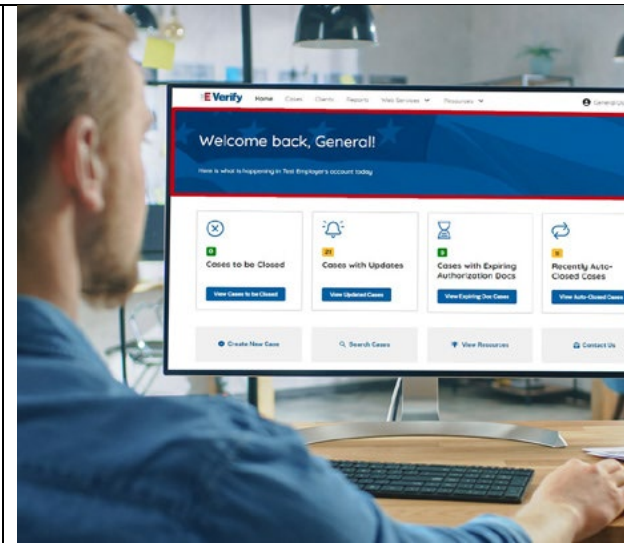 E-Verify Home Cases Clients Reports Web Services Resources General Us
Welcome back, General!
Here is what is happening in Test Employer's account today
0
Cases to be Closed
View Cases to be Closed
21
Cases with Updates
View Updated Cases
Cases with Expiring Authorization Docs
View Expiring Doc Cases
Recently Auto-Closed Cases
View Auto-Closed Cases
Create New Case
Search Cases
View Resources
Contact Us